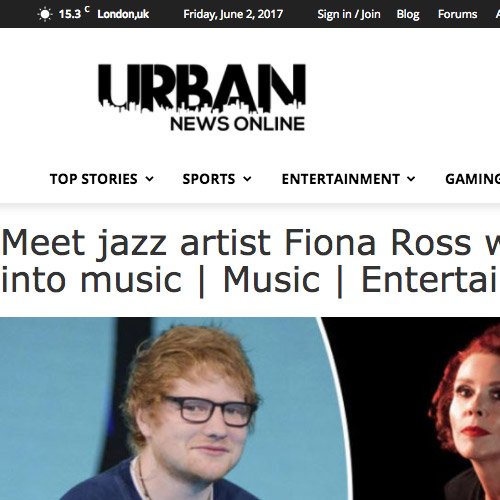 15.3 C London,uk Friday, June 2, 2017 Sign in / Join Blog Forums
URBAN
NEWS ONLINE
TOP STORIES SPORTS ENTERTAINMENT GAMING
Meet jazz artist Fiona Ross
into music | Music |